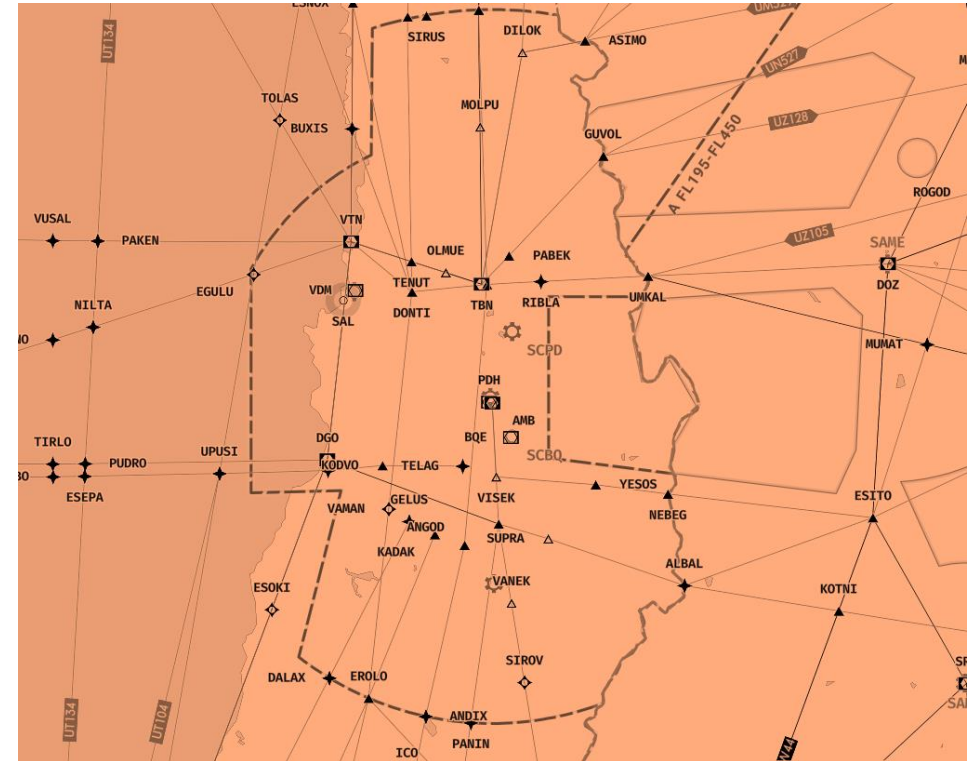 ESNOX
UM527
SIRUS
DILOK
ASIMO
UT134
UN527
TOLAS
BUXIS
MOLPU
UZ128
GUVOL
A FL195-FL450
ROGOD
VUSAL
PAKEN
VTN
UZ105
SAME
OLMUE
PABEK
EGULU
VDM
TENUT
DOZ
NILTA
SAL
DONTI
TBN
RIBLA
UMKAL
MUMAT
SCPD
PDH
AMB
TIRLO
DGO
BQE
SCBQ
PUDRO
UPUSI
KODVO
TELAG
YESOS
ESEPA
VISEK
ESITO
VAMAN
GELUS
NEBEG
ANGOD
SUPRA
KADAK
ALBAL
ESOKI
VANEK
KOTNI
SIROV
DALAX
EROLO
UT134
UT104
ANDIX
PANIN
ICO
W44